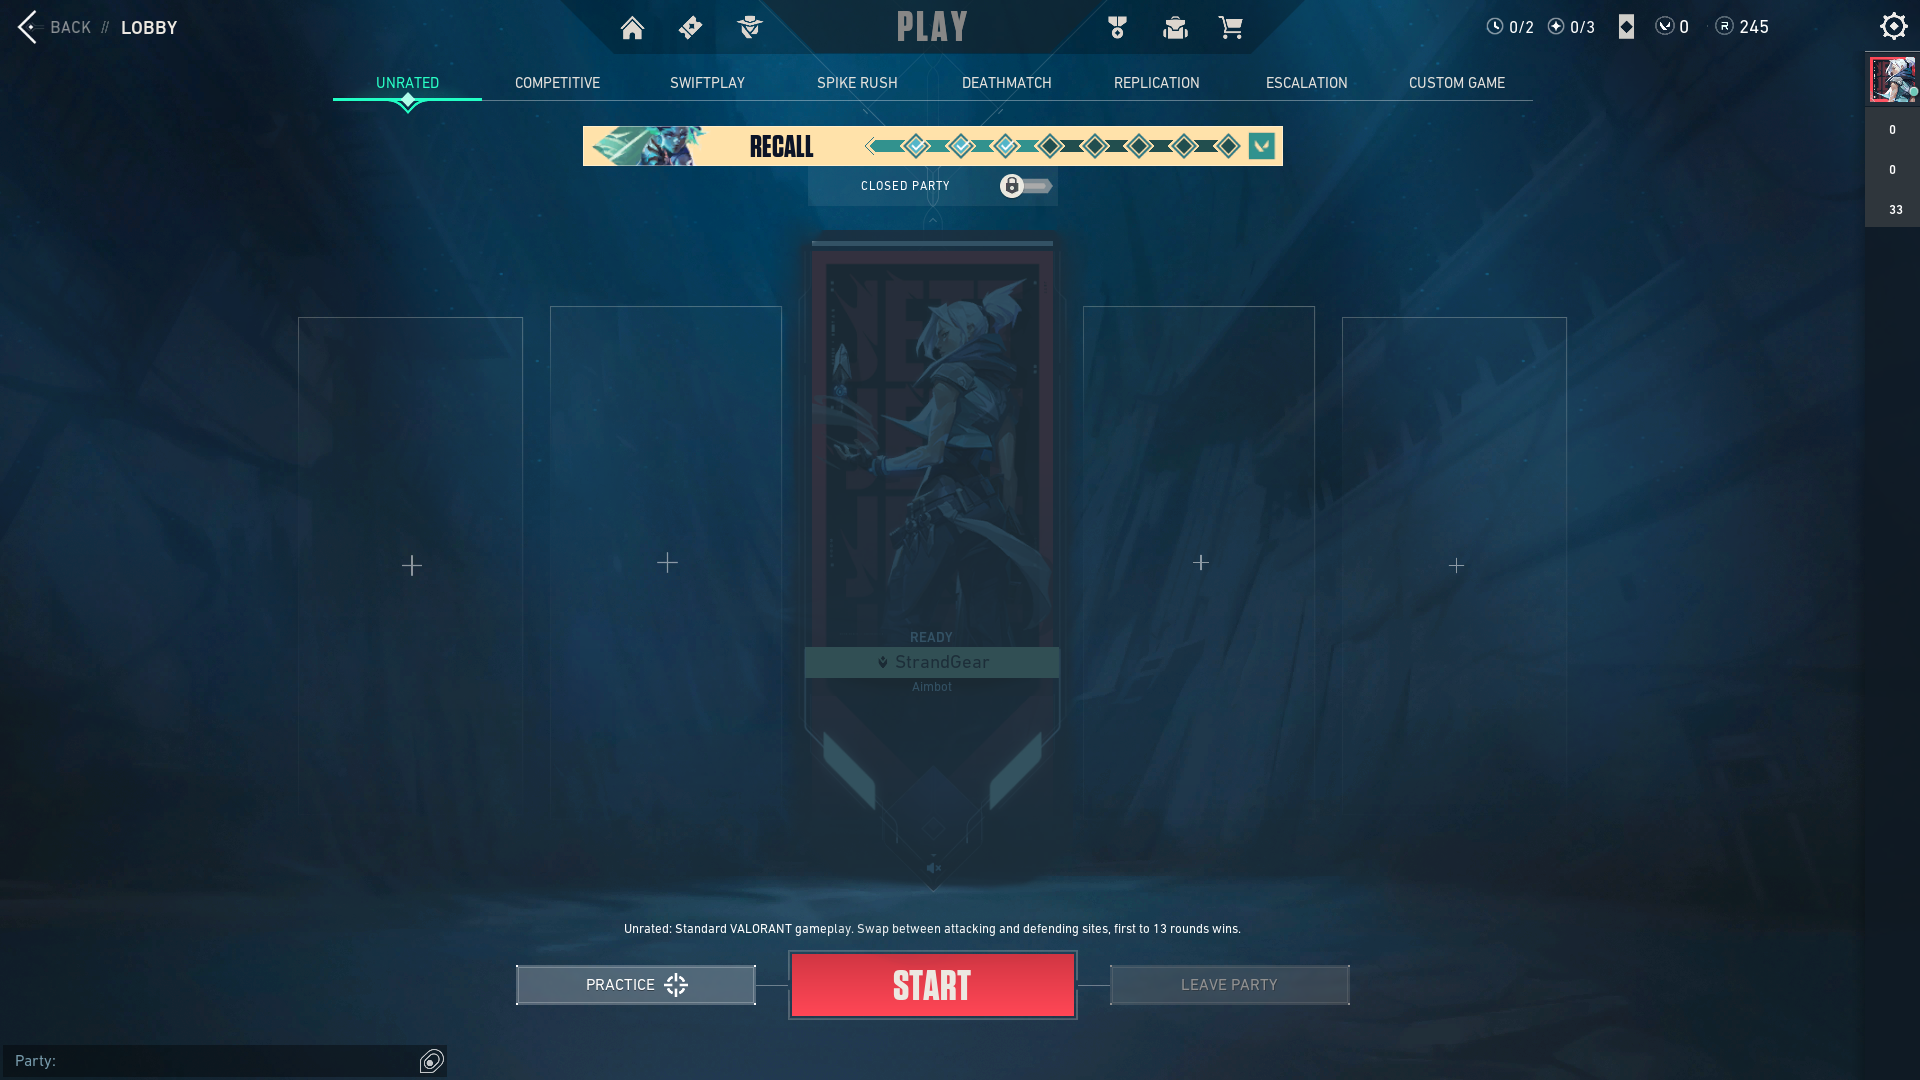 BACK // LOBBY
PLAY
0/2
0/3
0
245
UNRATED
COMPETITIVE
SWIFTPLAY
SPIKE RUSH
DEATHMATCH
REPLICATION
ESCALATION
CUSTOM GAME
RECALL
CLOSED PARTY
0
0
33
READY
StrandGear
Aimbot
Unrated: Standard VALORANT gameplay. Swap between attacking and defending sites, first to 13 rounds wins.
PRACTICE
START
LEAVE PARTY
Party: